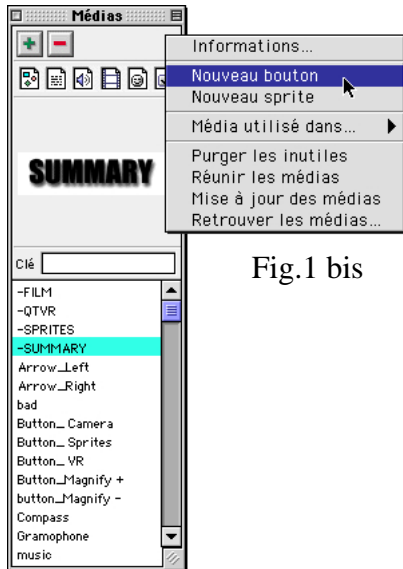 Médias
Informations...
Nouveau bouton
Nouveau sprite
Média utilisé dans...
Purger les inutiles
Réunir les médias
Mise à jour des médias
Retrouver les médias...
SUMMARY
Fig.1 bis
Clé
-FILM
-QTVR
-SPRITES
-SUMMARY
Arrow_Left
Arrow_Right
bad
Button_ Camera
Button_ Sprites
Button_ VR
Button_Magnify +
button_Magnify -
Compass
Gramophone
music